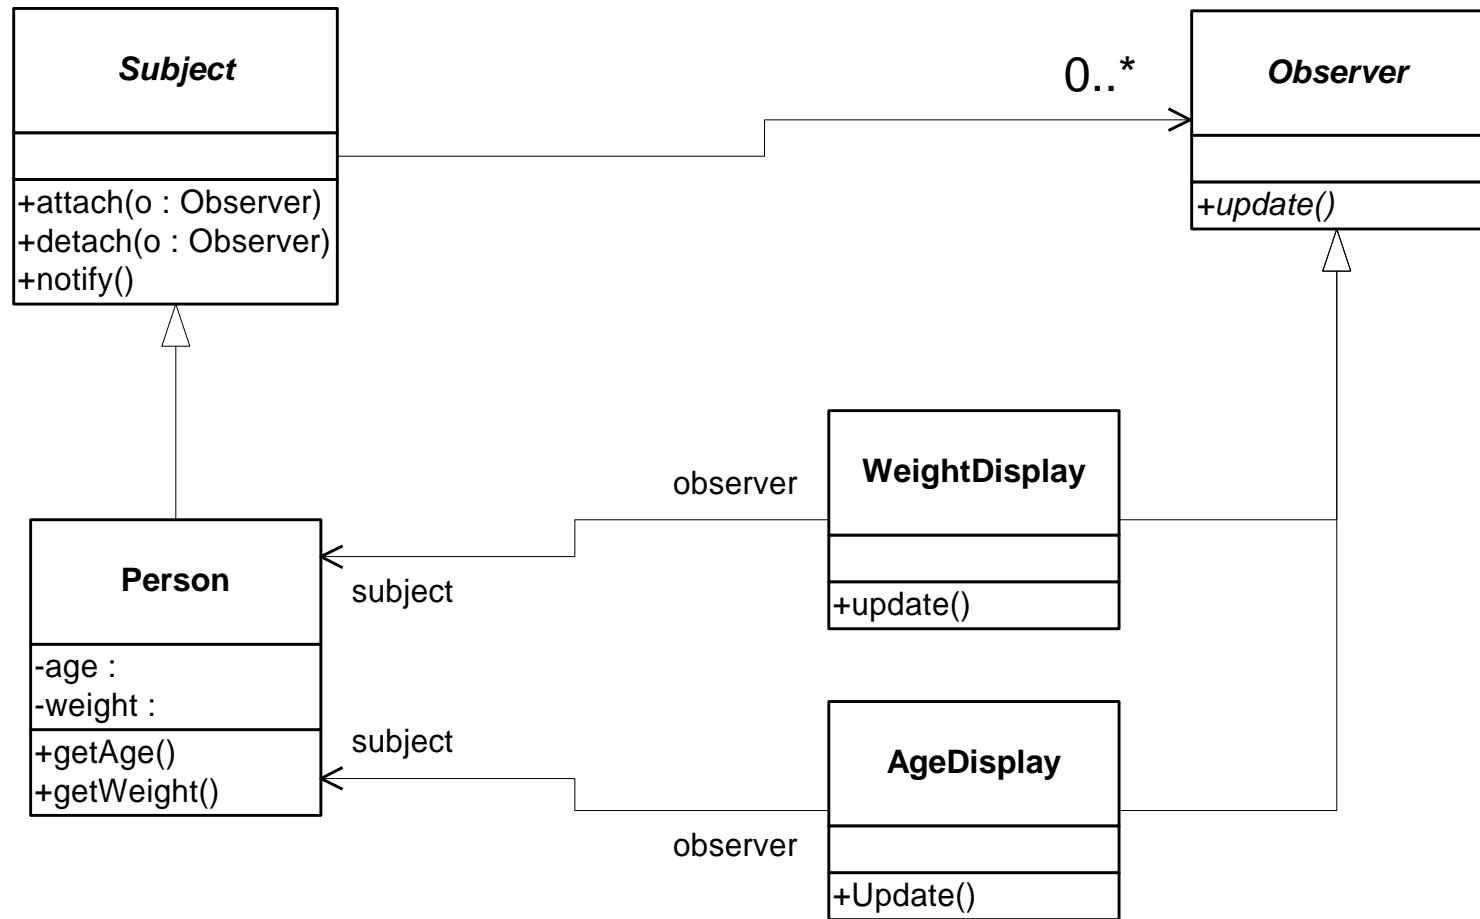 Subject
+attach(o : Observer)
+detach(o : Observer)
+notify()
0..*
Observer
+update()
observer
WeightDisplay
+update()
subject
Person
-age :
-weight :
+getAge()
+getWeight()
subject
AgeDisplay
+Update()
observer